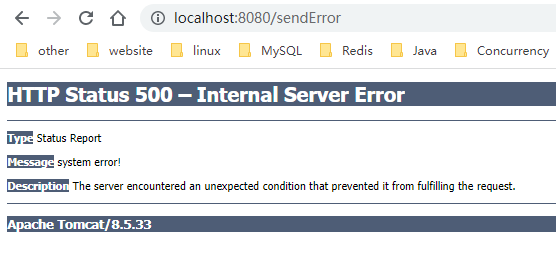 localhost:8080/sendError
other website linux MySQL Redis Java Concurrency
HTTP Status 500 – Internal Server Error
Type Status Report
Message system error!
Description The server encountered an unexpected condition that prevented it from fulfilling the request.
Apache Tomcat/8.5.33